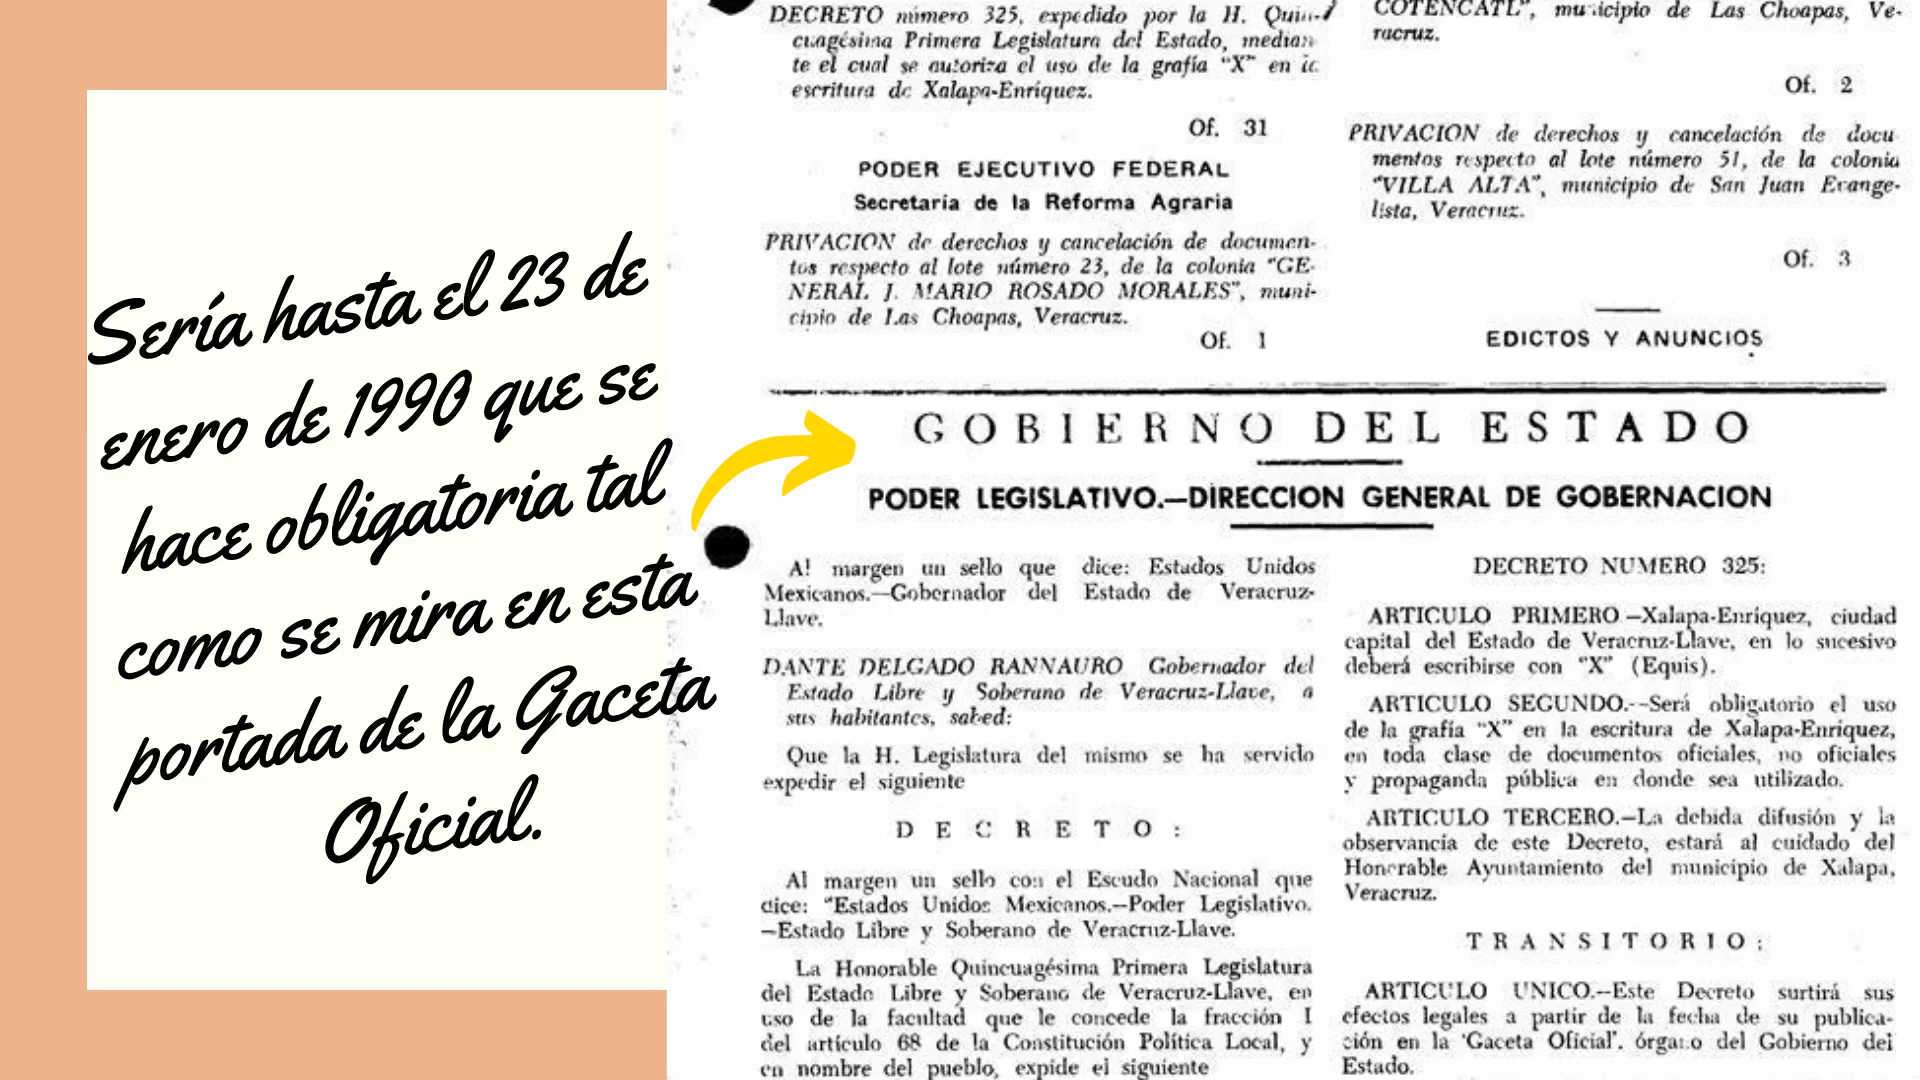 Sería hasta el 23 de
enero de 1990 que se
hace obligatoria tal
como se mira en esta
portada de la Gaceta
Oficial.
DECRETO número 325, expedido por la H. Quin-
cuagésima Primera Legislatura del Estado, median-
te el cual se autoriza el uso de la grafía "X" en
escritura de Xalapa-Enríquez.
Of. 31
PODER EJECUTIVO FEDERAL
Secretaria de la Reforma Agraria
PRIVACION de derechos y cancelación de documen-
tos respecto al lote número 23, de la colonia "GE-
NERAL J. MARIO ROSADO MORALES", muni-
cipio de Las Choapas, Veracruz.
Of. 1
COTENCATL", municipio de Las Choapas, Ve-
racruz.
Of. 2
PRIVACION de derechos y cancelación de docu
mentos respecto al lote número 51, de la colonia
"VILLA ALTA", municipio de San Juan Evange-
lista, Veracruz.
Of. 3
EDICTOS Y ANUNCIOS
GOBIERNO DEL ESTADO
PODER LEGISLATIVO.—DIRECCION GENERAL DE GOBERNACION
Al margen un sello que dice: Estados Unidos
Mexicanos.—Gobernador del Estado de Veracruz-
Llave.
DANTE DELGADO RANNAURO Gobernador del
Estado Libre y Soberano de Veracruz-Llave, a
sus habitantes, sabed:
Que la H. Legislatura del mismo se ha servido
expedir el siguiente
D E C R E T O :
Al margen un sello con el Escudo Nacional que
dice: "Estados Unidos Mexicanos.—Poder Legislativo.
—Estado Libre y Soberano de Veracruz-Llave.
La Honorable Quincuagésima Primera Legislatura
del Estado Libre y Soberano de Veracruz-Llave, en
uso de la facultad que le concede la fracción I
del artículo 68 de la Constitución Política Local, y
en nombre del pueblo, expide el siguiente
DECRETO NUMERO 325:
ARTICULO PRIMERO.—Xalapa-Enríquez, ciudad
capital del Estado de Veracruz-Llave, en lo sucesivo
deberá escribirse con "X" (Equis).
ARTICULO SEGUNDO.--Será obligatorio el uso
de la grafía "X" en la escritura de Xalapa-Enríquez,
en toda clase de documentos oficiales, no oficiales
y propaganda pública en donde sea utilizado.
ARTICULO TERCERO.—La debida difusión y la
observancia de este Decreto, estará al cuidado del
Honorable Ayuntamiento del municipio de Xalapa,
Veracruz.
T R A N S I T O R I O :
ARTICULO UNICO.—Este Decreto surtirá sus
efectos legales a partir de la fecha de su publica-
ción en la 'Gaceta Oficial'. órgano del Gobierno del
Estado.